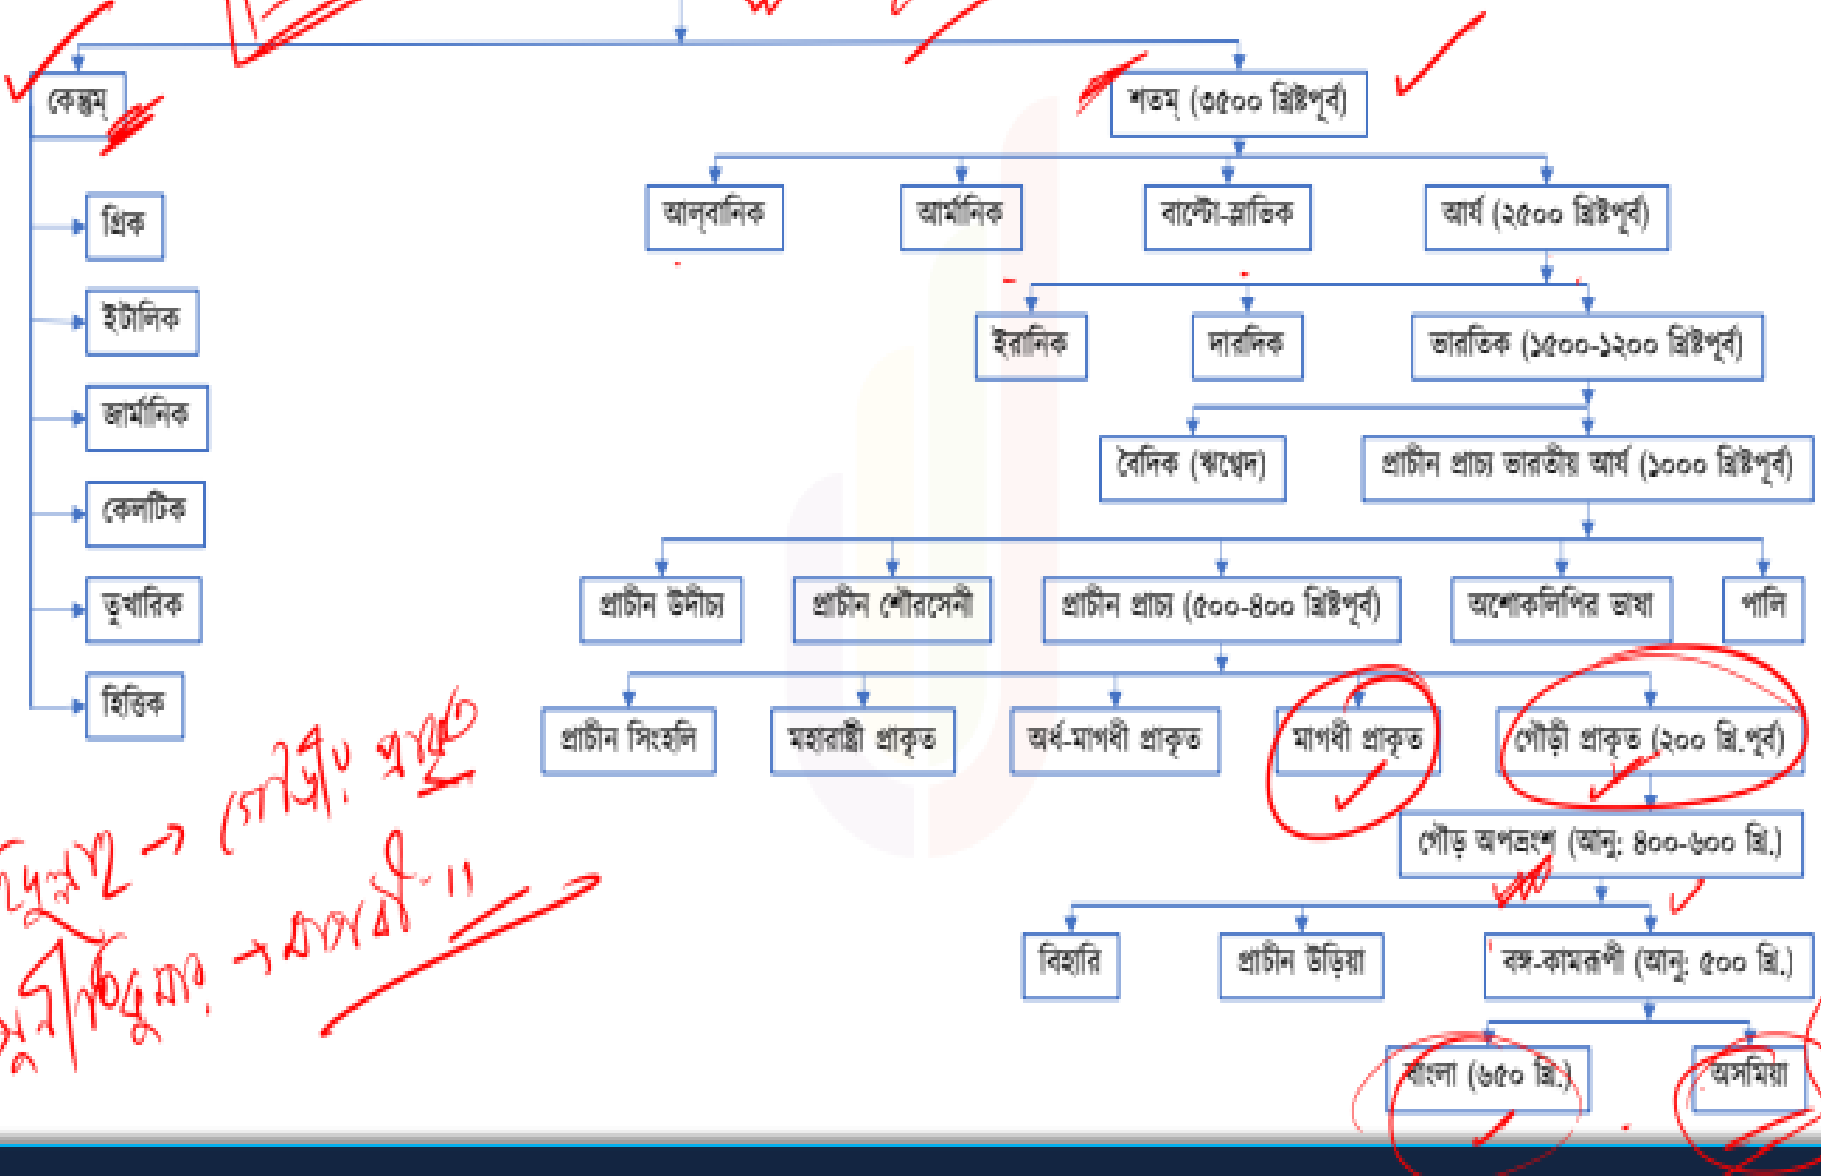 কেন্তুম্ শতম্ (৩৫০০ খ্রিষ্টপূর্ব)
আল্‌বানিক আর্মানিক বাল্টো-স্লাভিক আর্য (২৫০০ খ্রিষ্টপূর্ব)
গ্রিক
ইটালিক ইরানিক দারদিক ভারতিক (১৫০০-১২০০ খ্রিষ্টপূর্ব)
জার্মানিক
বৈদিক (ঋগ্বেদ) প্রাচীন প্রাচ্য ভারতীয় আর্য (১০০০ খ্রিষ্টপূর্ব)
কেলটিক
তুখারিক প্রাচীন উদীচ্য প্রাচীন শৌরসেনী প্রাচীন প্রাচ্য (৫০০-৪০০ খ্রিষ্টপূর্ব) অশোকলিপির ভাষা পালি
হিত্তিক
প্রাচীন সিংহলি মহারাষ্ট্রী প্রাকৃত অর্ধ-মাগধী প্রাকৃত মাগধী প্রাকৃত গৌড়ী প্রাকৃত (২০০ খ্রি.পূর্ব)
গৌড় অপভ্রংশ (আনু: ৪০০-৬০০ খ্রি.)
বিহারি প্রাচীন উড়িয়া বঙ্গ-কামরূপী (আনু: ৫০০ খ্রি.)
বাংলা (৬৫০ খ্রি.) অসমিয়া
→ গৌড়ীয় প্রাকৃত
সুনীতিকুমার → মাগধী "